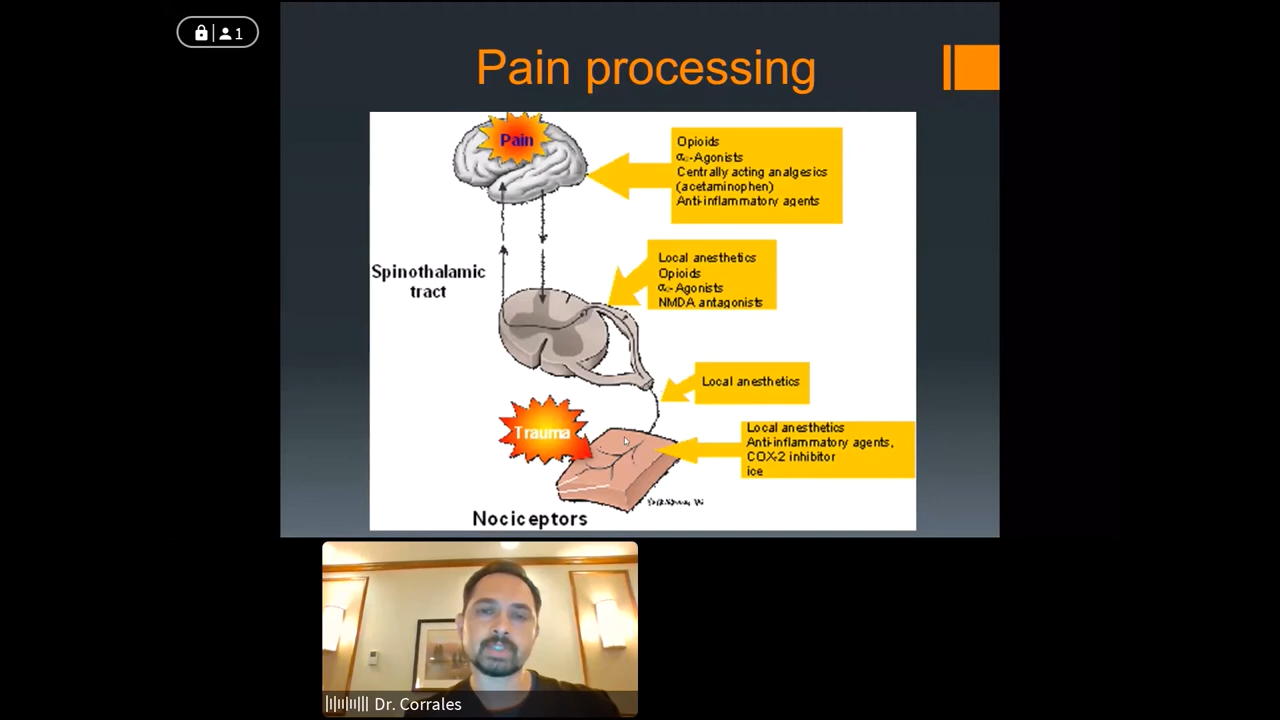 1
Pain processing
Pain
Opioids
α₂-Agonists
Centrally acting analgesics
(acetaminophen)
Anti-inflammatory agents
Local anesthetics
Opioids
α₂-Agonists
NMDA antagonists
Spinothalamic
tract
Local anesthetics
Trauma
Local anesthetics
Anti-inflammatory agents,
COX-2 inhibitor
ice
Nociceptors
Dr. Corrales